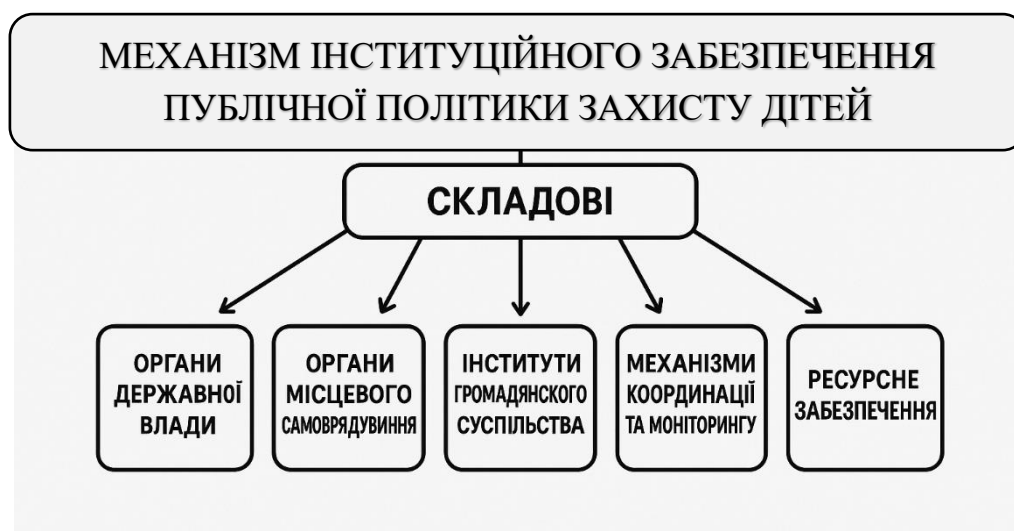 МЕХАНІЗМ ІНСТИТУЦІЙНОГО ЗАБЕЗПЕЧЕННЯ
ПУБЛІЧНОЇ ПОЛІТИКИ ЗАХИСТУ ДІТЕЙ
СКЛАДОВІ
ОРГАНИ
ДЕРЖАВНОЇ
ВЛАДИ
ОРГАНИ
МІСЦЕВОГО
САМОВРЯДУВИННЯ
ІНСТИТУТИ
ГРОМАДЯНСКОГО
СУСПІЛЬСТВА
МЕХАНІЗМИ
КООРДИНАЦІЇ
ТА МОНІТОРИНГУ
РЕСУРСНЕ
ЗАБЕЗПЕЧЕННЯ